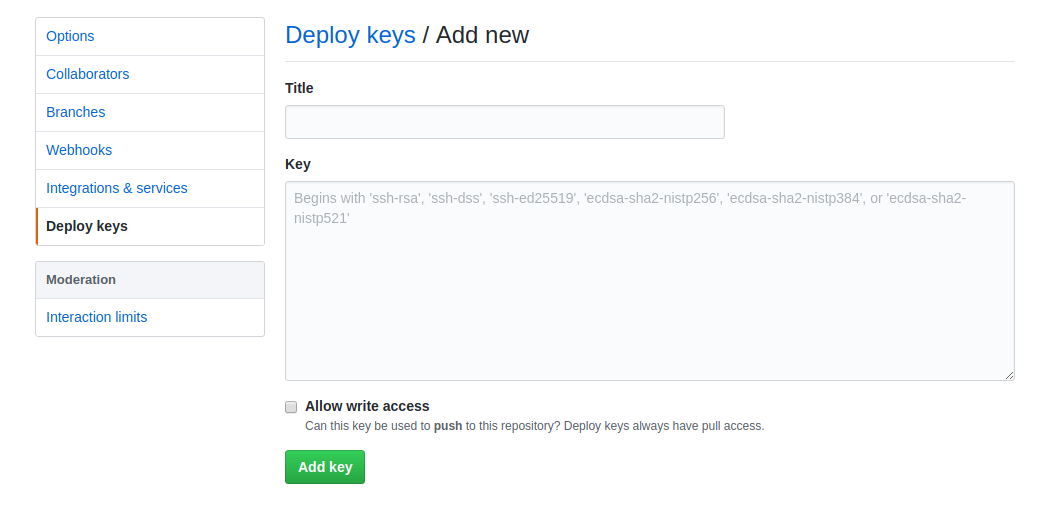 Options
Collaborators
Branches
Webhooks
Integrations & services
Deploy keys
Moderation
Interaction limits
Deploy keys / Add new
Title
Key
Begins with 'ssh-rsa', 'ssh-dss', 'ssh-ed25519', 'ecdsa-sha2-nistp256', 'ecdsa-sha2-nistp384', or 'ecdsa-sha2-
nistp521'
Allow write access
Can this key be used to push to this repository? Deploy keys always have pull access.
Add key